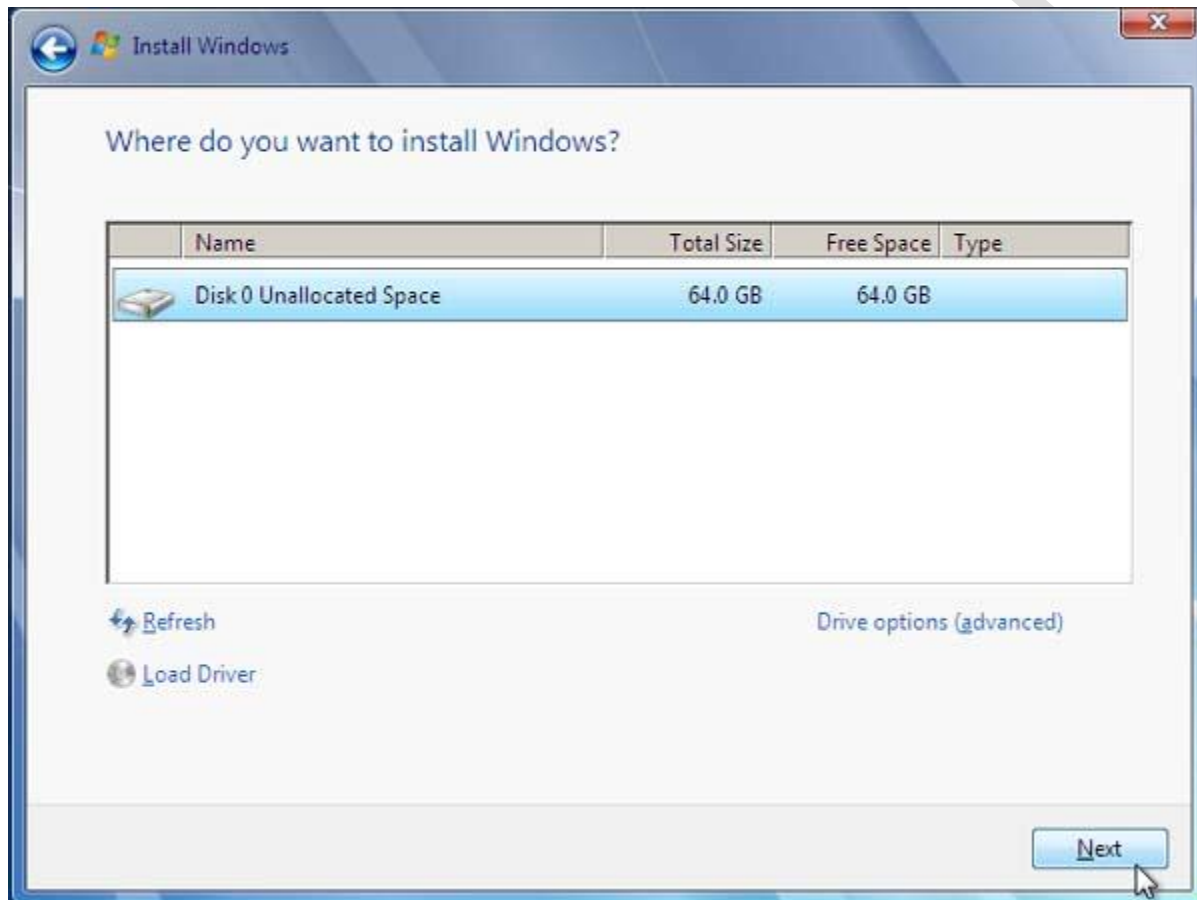 Install Windows
Where do you want to install Windows?
Name Total Size Free Space Type
Disk 0 Unallocated Space 64.0 GB 64.0 GB
Refresh Drive options (advanced)
Load Driver
Next